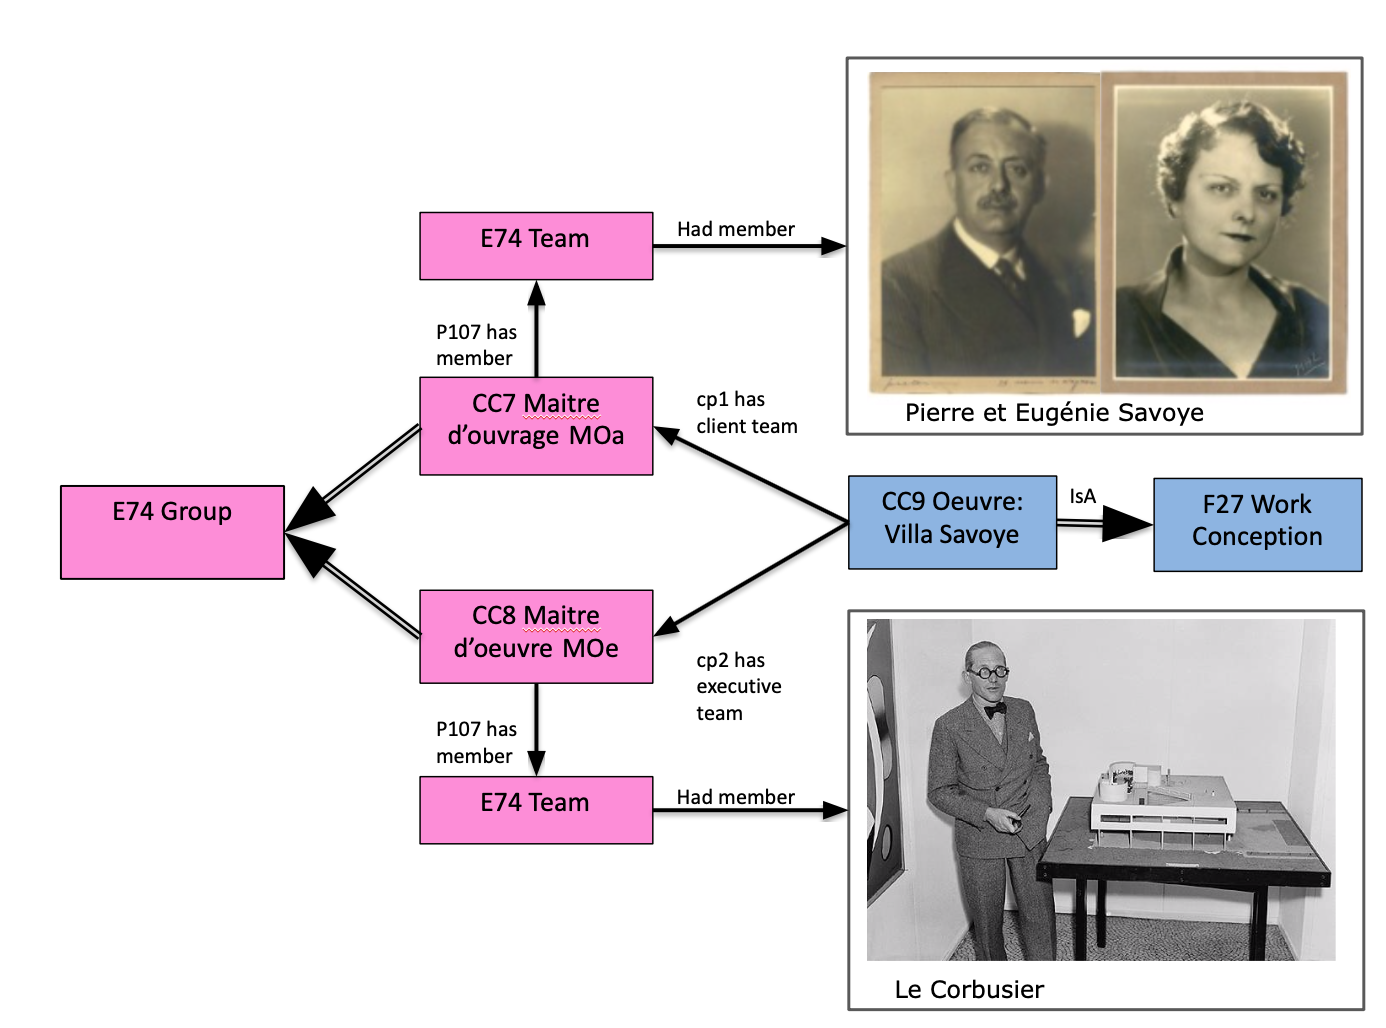 E74 Team
Had member
P107 has
member
CC7 Maitre
d’ouvrage MOa
cp1 has
client team
Pierre et Eugénie Savoye
E74 Group
CC9 Oeuvre:
Villa Savoye
IsA
F27 Work
Conception
CC8 Maitre
d’oeuvre MOe
cp2 has
executive
team
P107 has
member
E74 Team
Had member
Le Corbusier